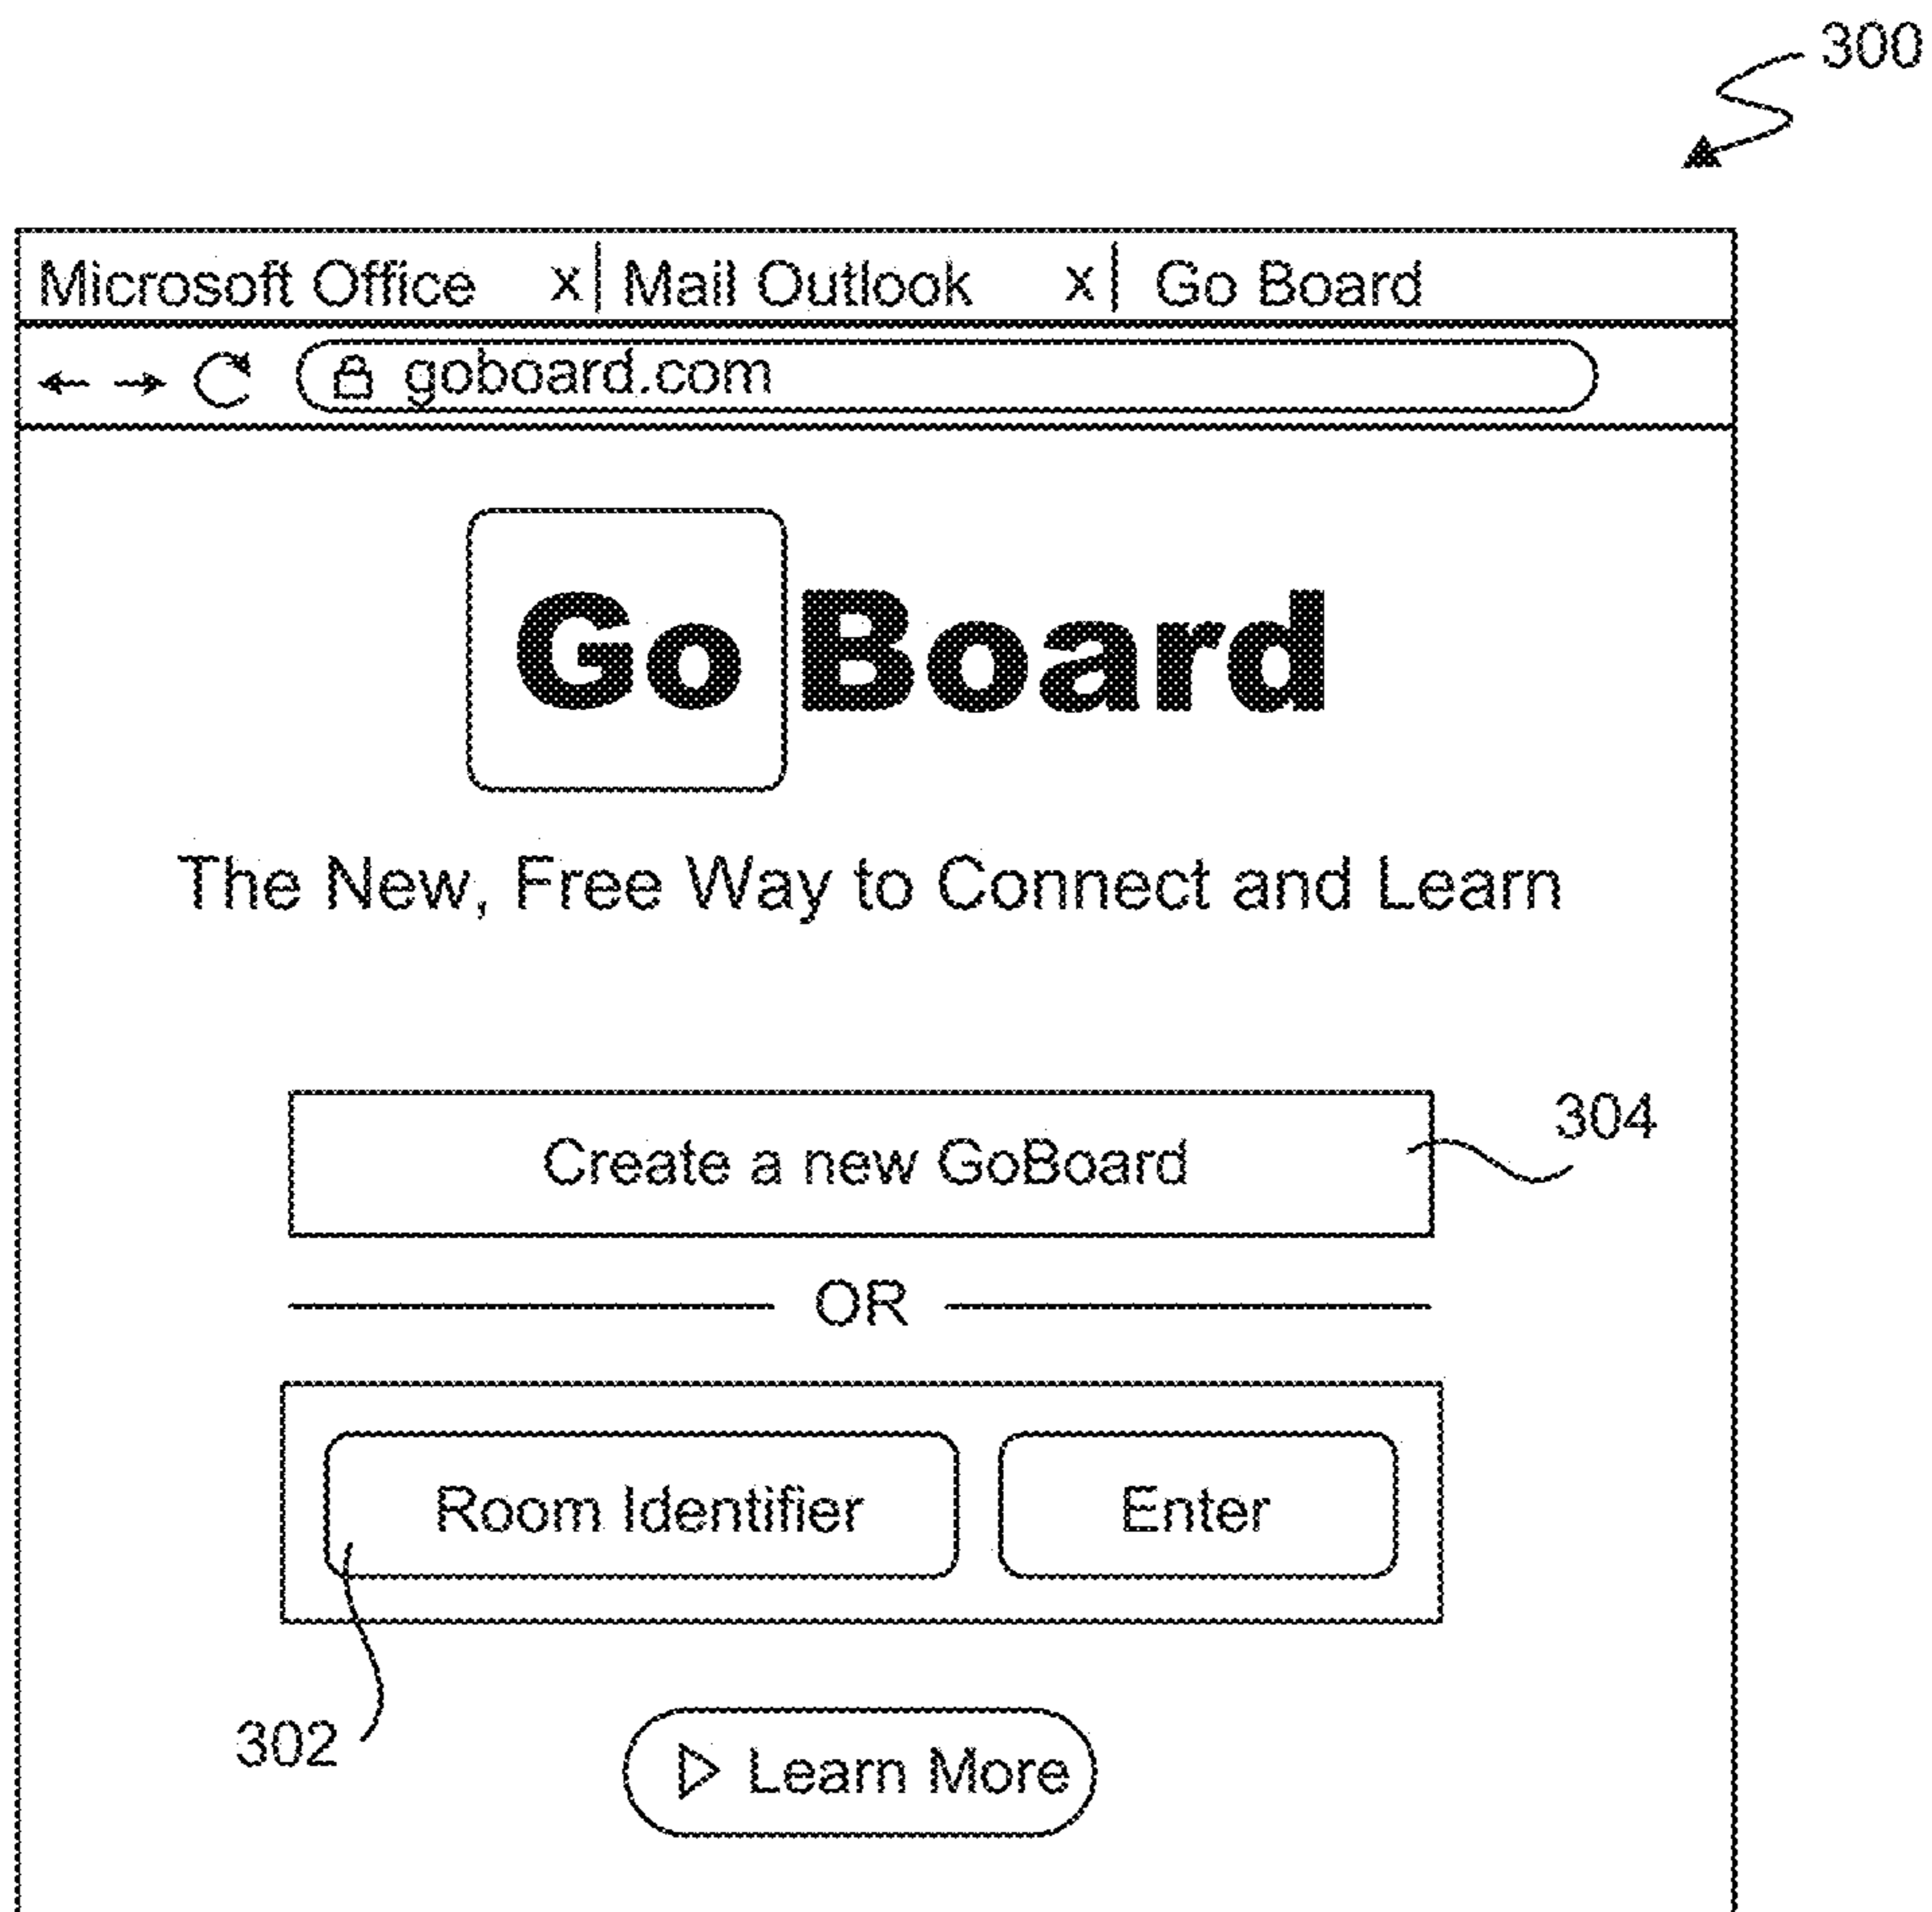 300
Microsoft Office x Mail Outlook x Go Board
goboard.com
Go Board
The New, Free Way to Connect and Learn
Create a new GoBoard
304
OR
Room Identifier Enter
302
Learn More